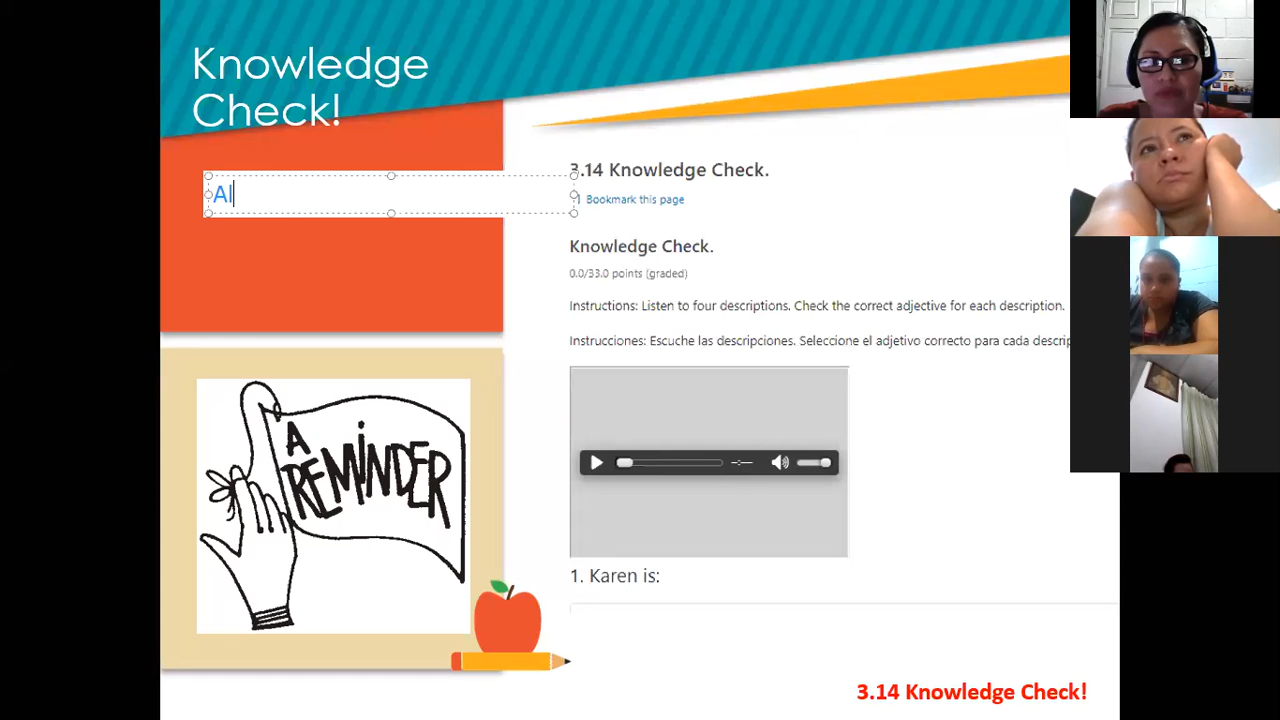 Knowledge
Check!
Al
3.14 Knowledge Check.
Bookmark this page
Knowledge Check.
0.0/33.0 points (graded)
Instructions: Listen to four descriptions. Check the correct adjective for each description.
Instrucciones: Escuche las descripciones. Seleccione el adjetivo correcto para cada descrip
A
REMINDER
1. Karen is:
3.14 Knowledge Check!